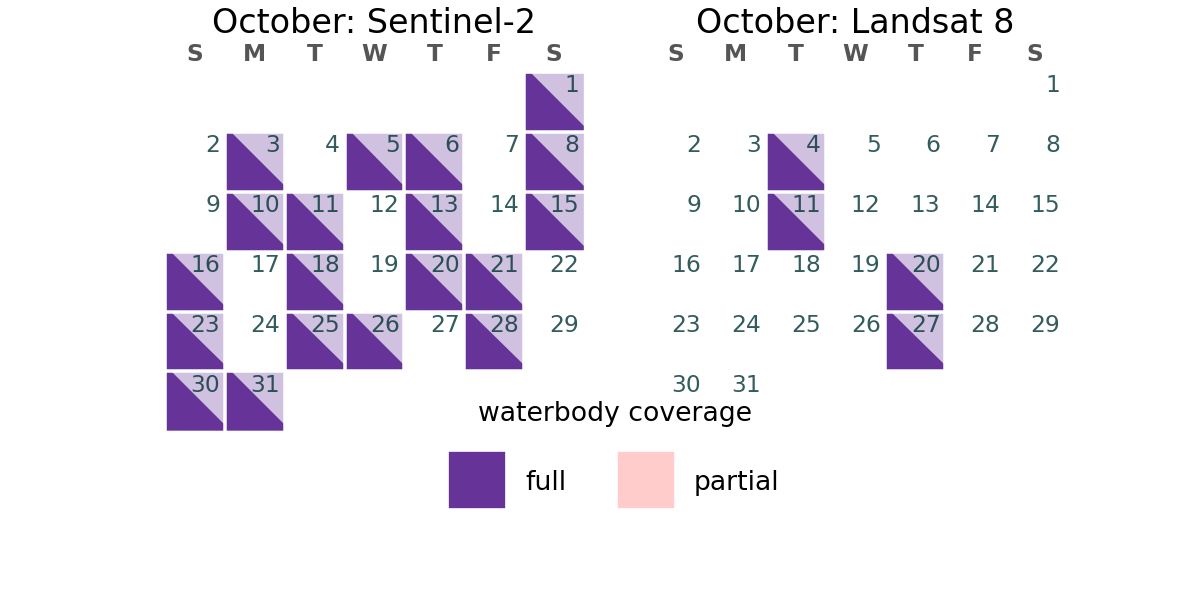 October: Sentinel-2
S M T W T F S
1
2 3 4 5 6 7 8
9 10 11 12 13 14 15
16 17 18 19 20 21 22
23 24 25 26 27 28 29
30 31
October: Landsat 8
S M T W T F S
1
2 3 4 5 6 7 8
9 10 11 12 13 14 15
16 17 18 19 20 21 22
23 24 25 26 27 28 29
30 31
waterbody coverage
full partial